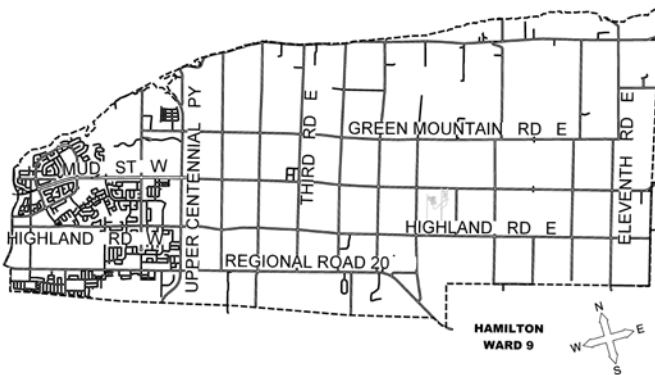 GREEN MOUNTAIN RD E
MUD ST W
UPPER CENTENNIAL PY
THIRD RD E
ELEVENTH RD E
HIGHLAND RD W
HIGHLAND RD E
REGIONAL ROAD 20
HAMILTON
WARD 9
N
W
E
S